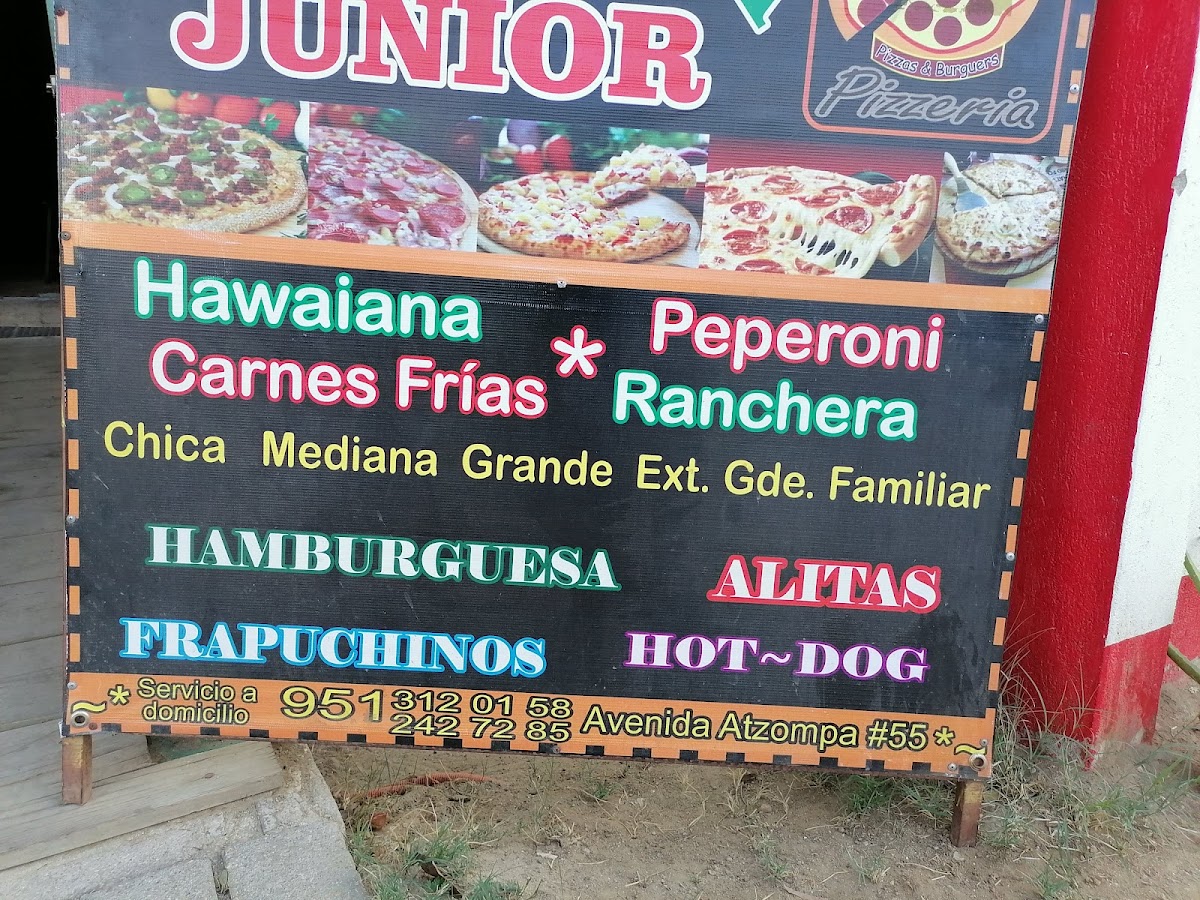 JUNIOR
Pizzas & Burguers
Pizzeria
Hawaiana * Peperoni
Carnes Frías Ranchera
Chica Mediana Grande Ext. Gde. Familiar
HAMBURGUESA ALITAS
FRAPUCHINOS HOT~DOG
~* Servicio a domicilio 951 312 01 58
242 72 85 Avenida Atzompa #55 *~